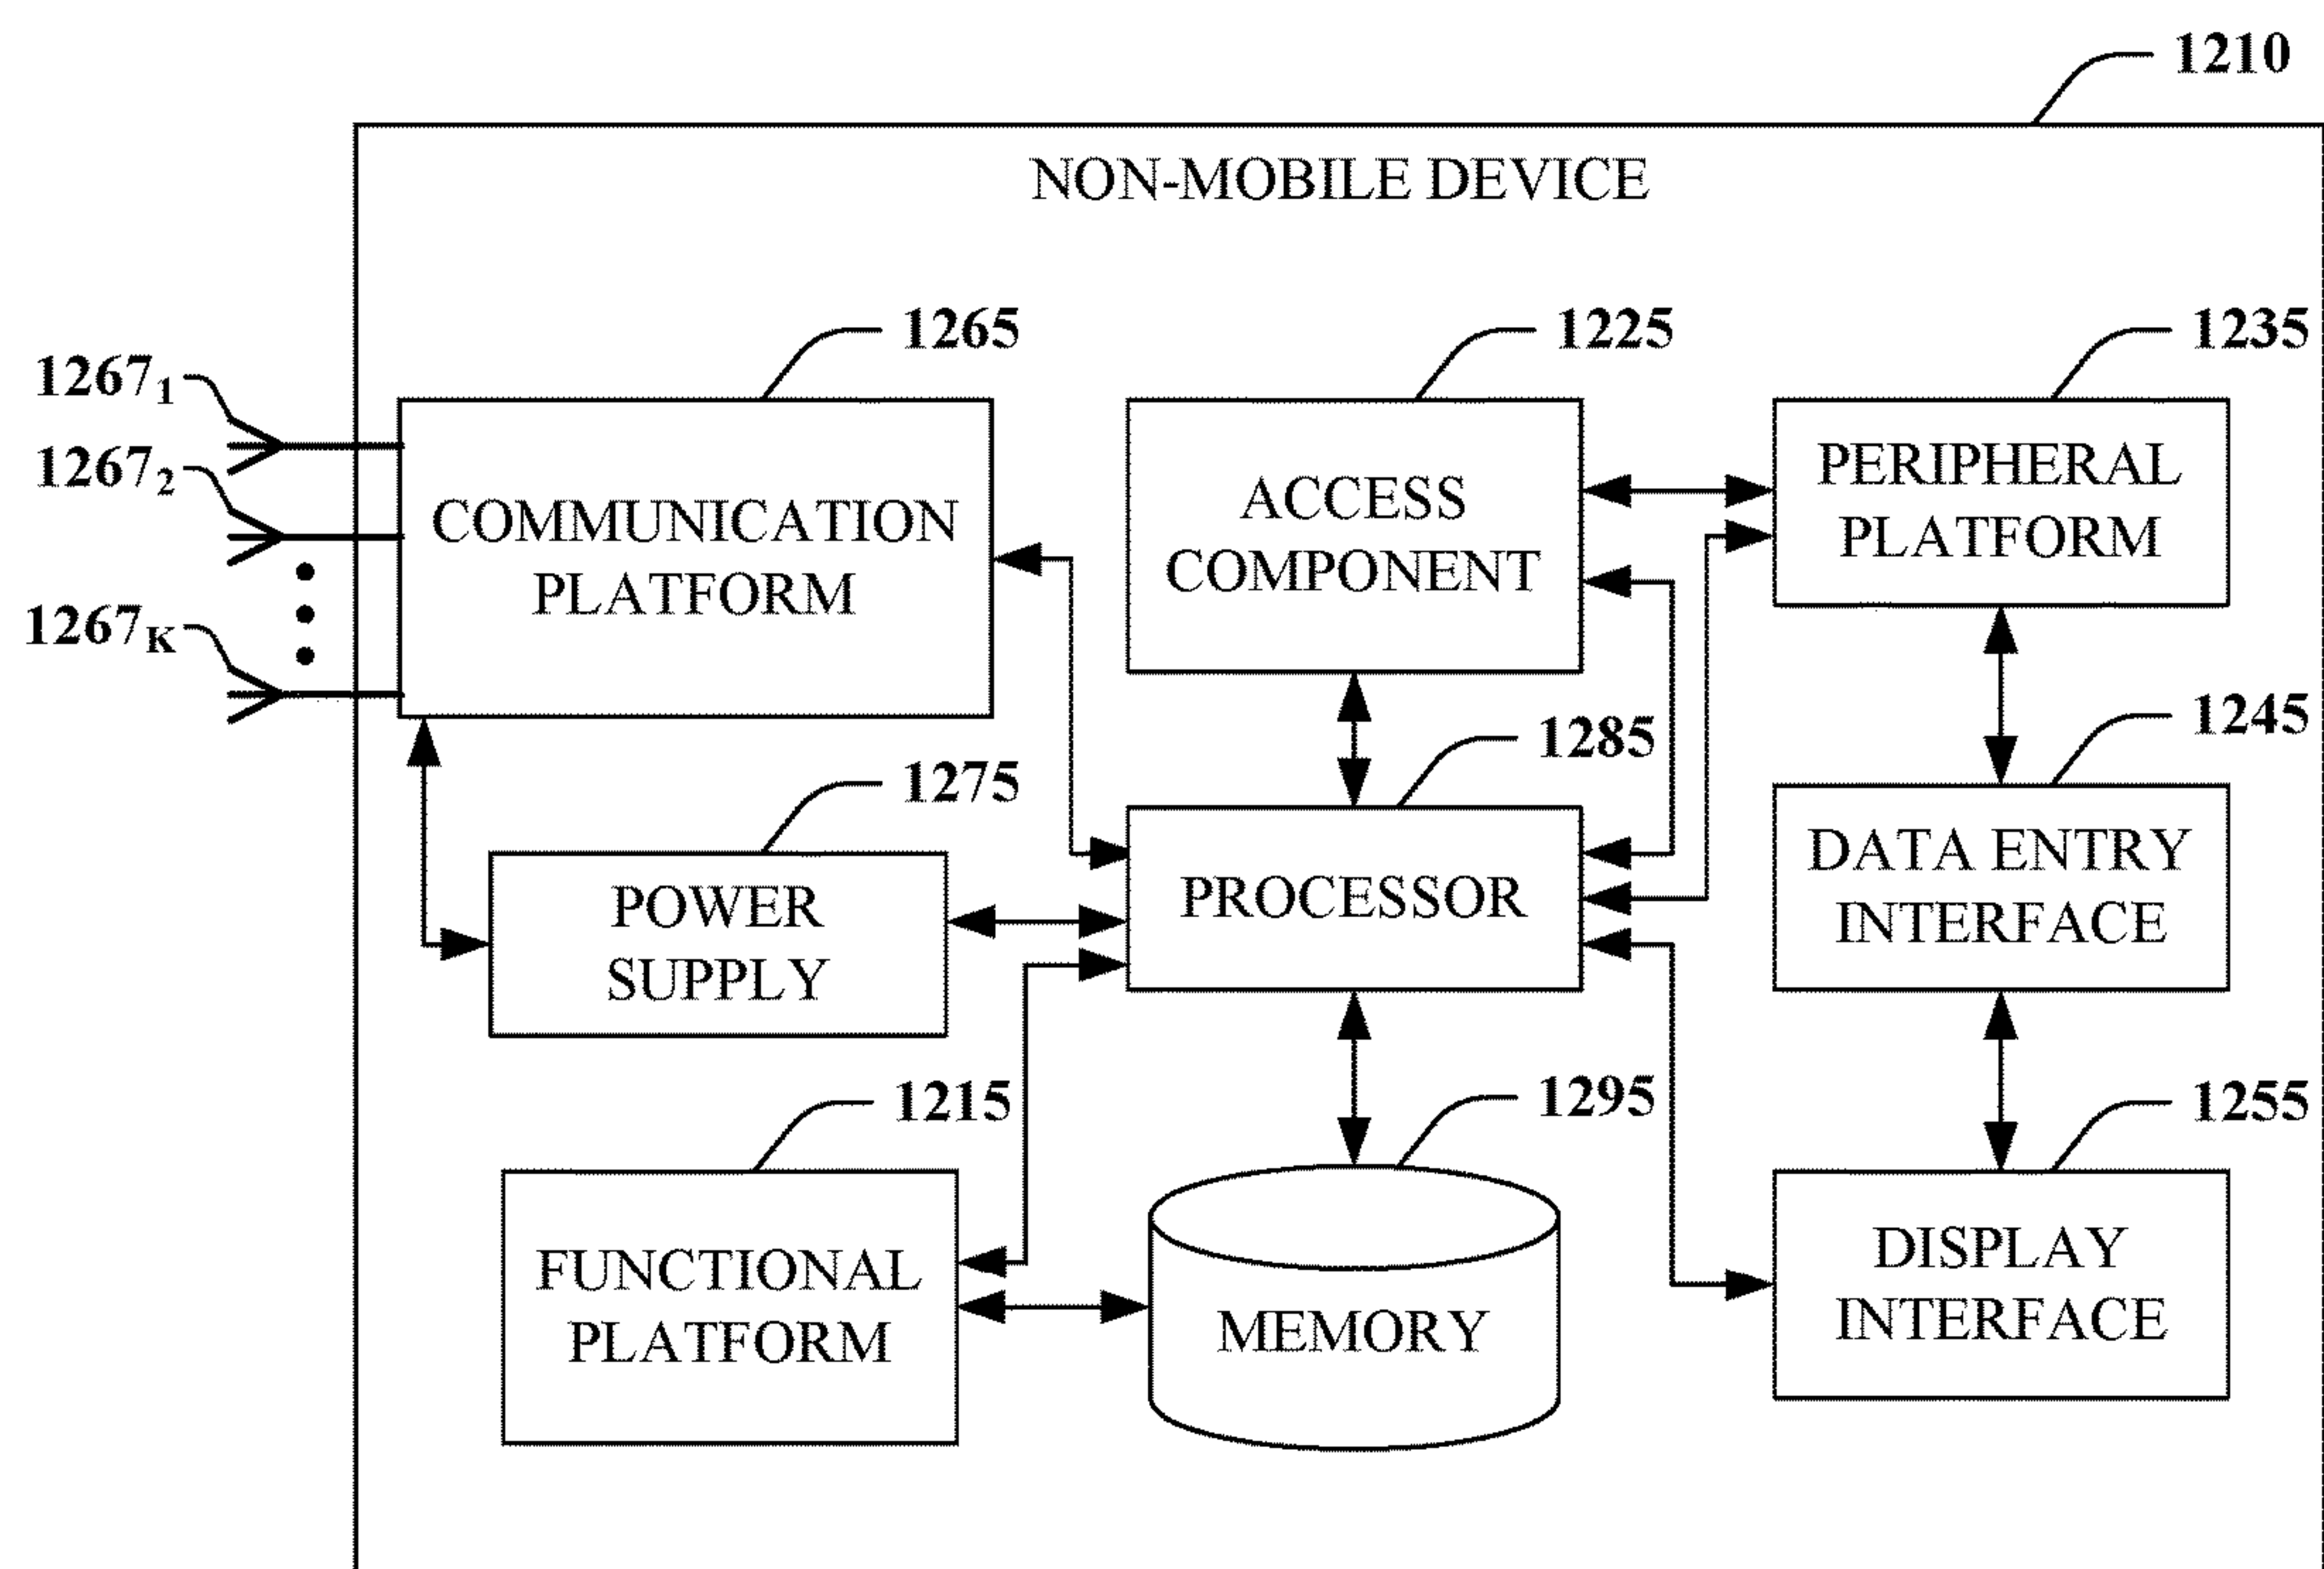 1210
NON-MOBILE DEVICE
1265
1225
1235
1267₁
1267₂
1267K
COMMUNICATION
PLATFORM
ACCESS
COMPONENT
PERIPHERAL
PLATFORM
1275
1285
1245
POWER
SUPPLY
PROCESSOR
DATA ENTRY
INTERFACE
1215
1295
1255
FUNCTIONAL
PLATFORM
MEMORY
DISPLAY
INTERFACE